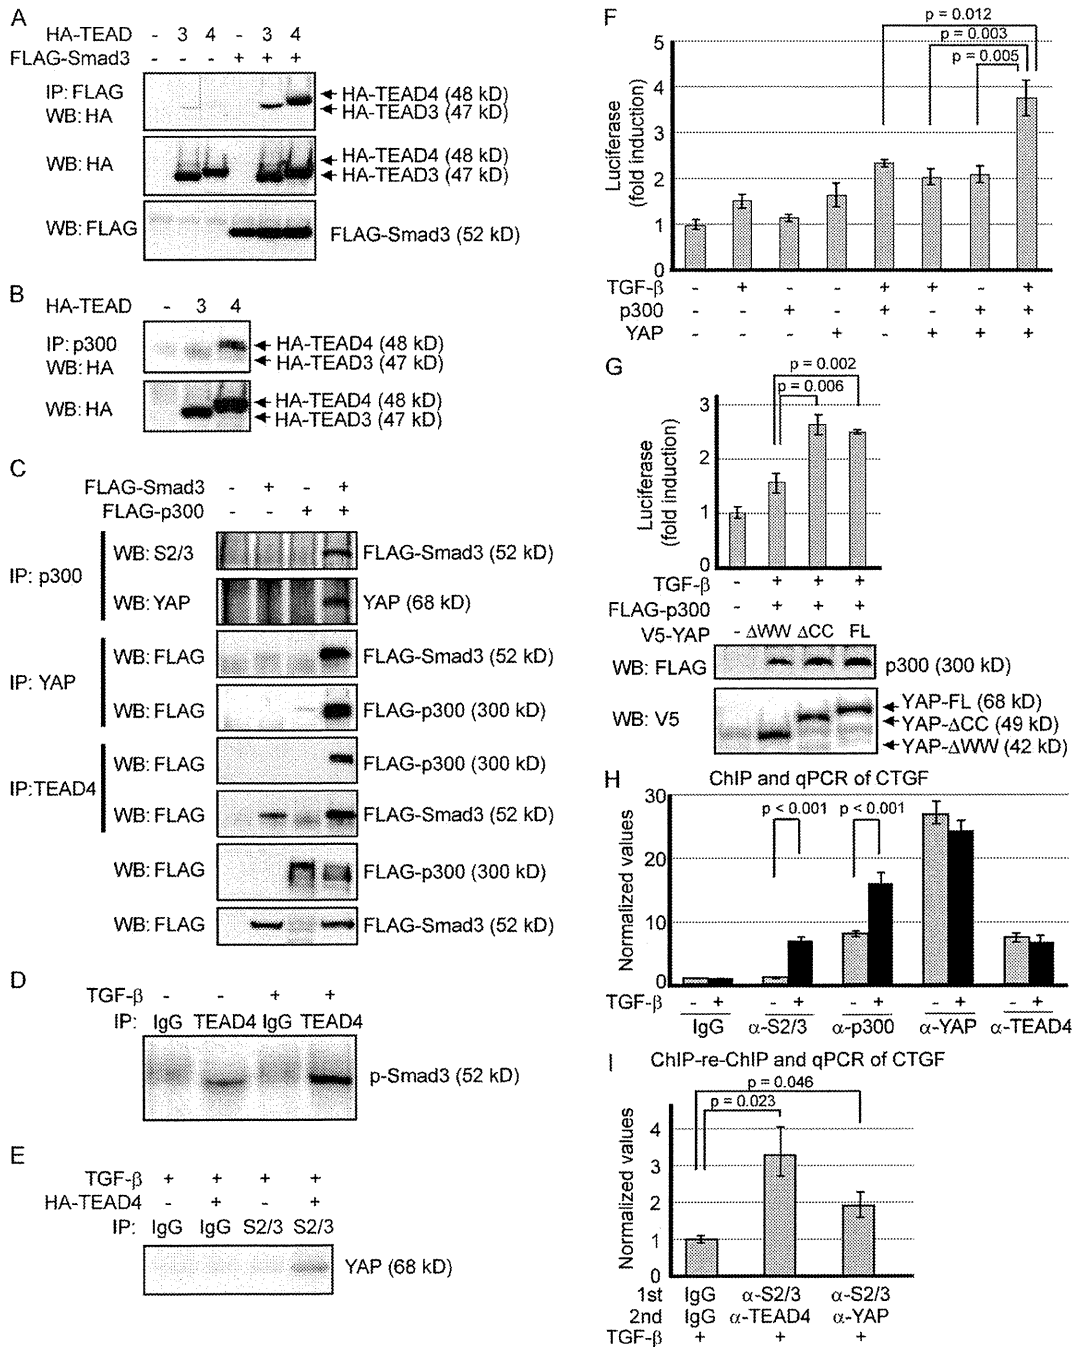 A
HA-TEAD - 3 4 - 3 4
FLAG-Smad3 - - - + + +
IP: FLAG
WB: HA
HA-TEAD4 (48 kD)
HA-TEAD3 (47 kD)
WB: HA
HA-TEAD4 (48 kD)
HA-TEAD3 (47 kD)
WB: FLAG
FLAG-Smad3 (52 kD)
B
HA-TEAD - 3 4
IP: p300
WB: HA
HA-TEAD4 (48 kD)
HA-TEAD3 (47 kD)
WB: HA
HA-TEAD4 (48 kD)
HA-TEAD3 (47 kD)
C
FLAG-Smad3 - + - +
FLAG-p300 - - + +
IP: p300
WB: S2/3 FLAG-Smad3 (52 kD)
WB: YAP YAP (68 kD)
IP: YAP
WB: FLAG FLAG-Smad3 (52 kD)
WB: FLAG FLAG-p300 (300 kD)
IP:TEAD4
WB: FLAG FLAG-p300 (300 kD)
WB: FLAG FLAG-Smad3 (52 kD)
WB: FLAG FLAG-p300 (300 kD)
WB: FLAG FLAG-Smad3 (52 kD)
D
TGF-β - - + +
IP: IgG TEAD4 IgG TEAD4
p-Smad3 (52 kD)
E
TGF-β + + + +
HA-TEAD4 - + - +
IP: IgG IgG S2/3 S2/3
YAP (68 kD)
F
p = 0.012
p = 0.003
p = 0.005
Luciferase
(fold induction)
5
4
3
2
1
0
TGF-β - + - - + + - +
p300 - - + - + - + +
YAP - - - + - + + +
G
p = 0.002
p = 0.006
Luciferase
(fold induction)
3
2
1
0
TGF-β - + + +
FLAG-p300 - + + +
V5-YAP - ΔWW ΔCC FL
WB: FLAG p300 (300 kD)
WB: V5
YAP-FL (68 kD)
YAP-ΔCC (49 kD)
YAP-ΔWW (42 kD)
H ChIP and qPCR of CTGF
p < 0.001 p < 0.001
Normalized values
30
20
10
0
TGF-β - + - + - + - + - +
IgG α-S2/3 α-p300 α-YAP α-TEAD4
I ChIP-re-ChIP and qPCR of CTGF
p = 0.046
p = 0.023
Normalized values
4
3
2
1
0
1st IgG α-S2/3 α-S2/3
2nd IgG α-TEAD4 α-YAP
TGF-β + + +